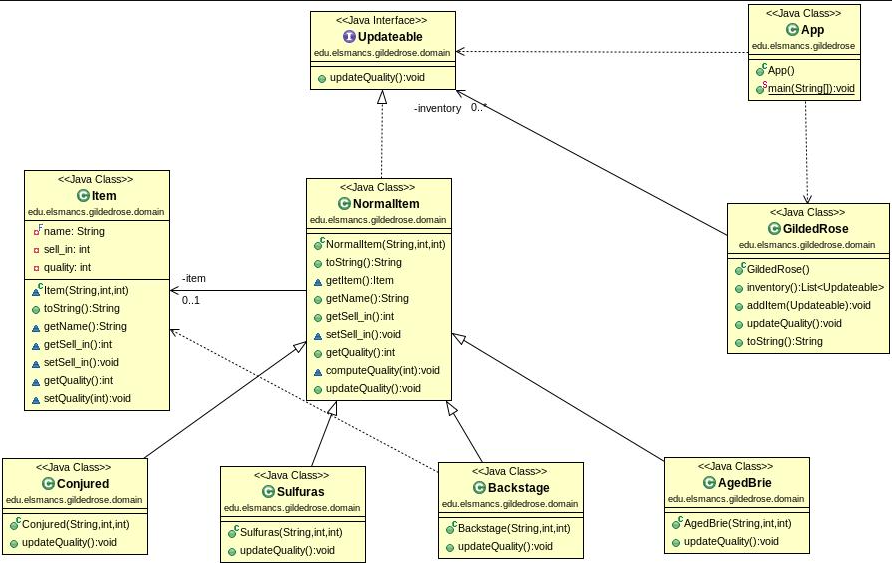 <<Java Interface>>
Updateable
edu.elsmancs.gildedrose.domain
updateQuality():void
<<Java Class>>
App
edu.elsmancs.gildedrose
App()
main(String[]):void
-inventory 0..*
<<Java Class>>
Item
edu.elsmancs.gildedrose.domain
name: String
sell_in: int
quality: int
Item(String,int,int)
toString():String
getName():String
getSell_in():int
setSell_in():void
getQuality():int
setQuality(int):void
-item
0..1
<<Java Class>>
NormalItem
edu.elsmancs.gildedrose.domain
NormalItem(String,int,int)
toString():String
getItem():Item
getName():String
getSell_in():int
setSell_in():void
getQuality():int
computeQuality(int):void
updateQuality():void
<<Java Class>>
GildedRose
edu.elsmancs.gildedrose.domain
GildedRose()
inventory():List<Updateable>
addItem(Updateable):void
updateQuality():void
toString():String
<<Java Class>>
Conjured
edu.elsmancs.gildedrose.domain
Conjured(String,int,int)
updateQuality():void
<<Java Class>>
Sulfuras
edu.elsmancs.gildedrose.domain
Sulfuras(String,int,int)
updateQuality():void
<<Java Class>>
Backstage
edu.elsmancs.gildedrose.domain
Backstage(String,int,int)
updateQuality():void
<<Java Class>>
AgedBrie
edu.elsmancs.gildedrose.domain
AgedBrie(String,int,int)
updateQuality():void